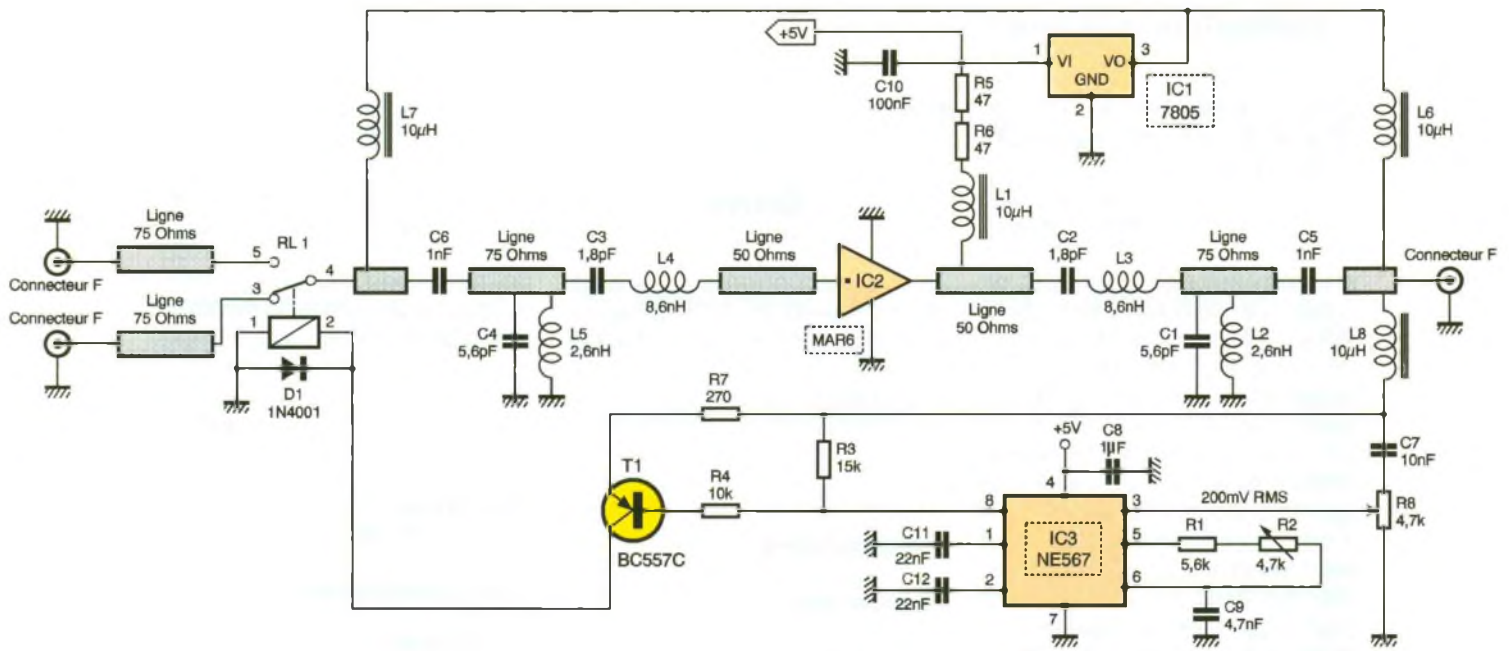 +5V
1
VI
VO
GND
3
2
IC1
7805
C10
100nF
R5
47
R6
47
L7
10µH
L6
10µH
L1
10µH
Ligne
75 Ohms
Connecteur F
5
RL 1
4
3
Ligne
75 Ohms
Connecteur F
1
2
D1
1N4001
C6
1nF
Ligne
75 Ohms
C3
1,8pF
L4
8,6nH
Ligne
50 Ohms
IC2
MAR6
Ligne
50 Ohms
C2
1,8pF
L3
8,6nH
Ligne
75 Ohms
C5
1nF
Connecteur F
C4
5,6pF
L5
2,6nH
C1
5,6pF
L2
2,6nH
L8
10µH
R7
270
R3
15k
R4
10k
T1
BC557C
+5V
C8
1µF
C7
10nF
4
8
3
200mV RMS
R8
4,7k
C11
22nF
1
IC3
NE567
5
R1
5,6k
R2
4,7k
C12
22nF
2
6
7
C9
4,7nF